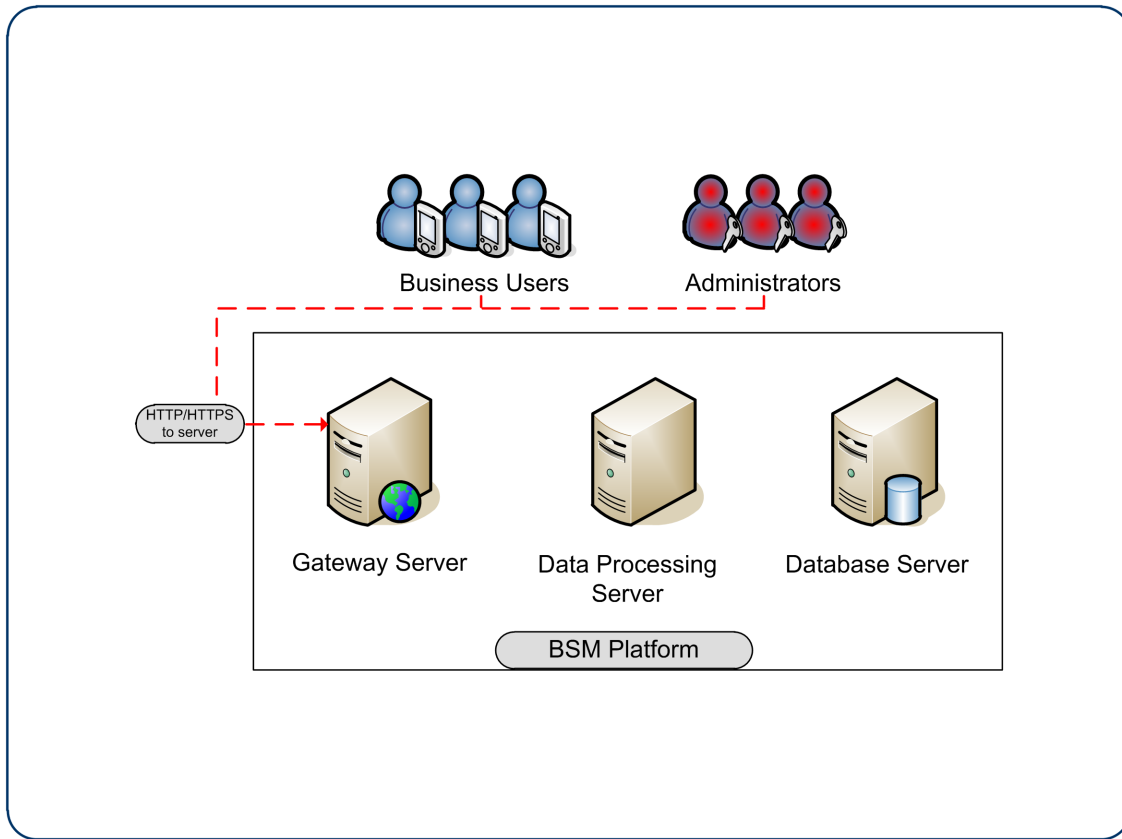 Business Users
Administrators
HTTP/HTTPS
to server
Gateway Server
Data Processing
Server
Database Server
BSM Platform